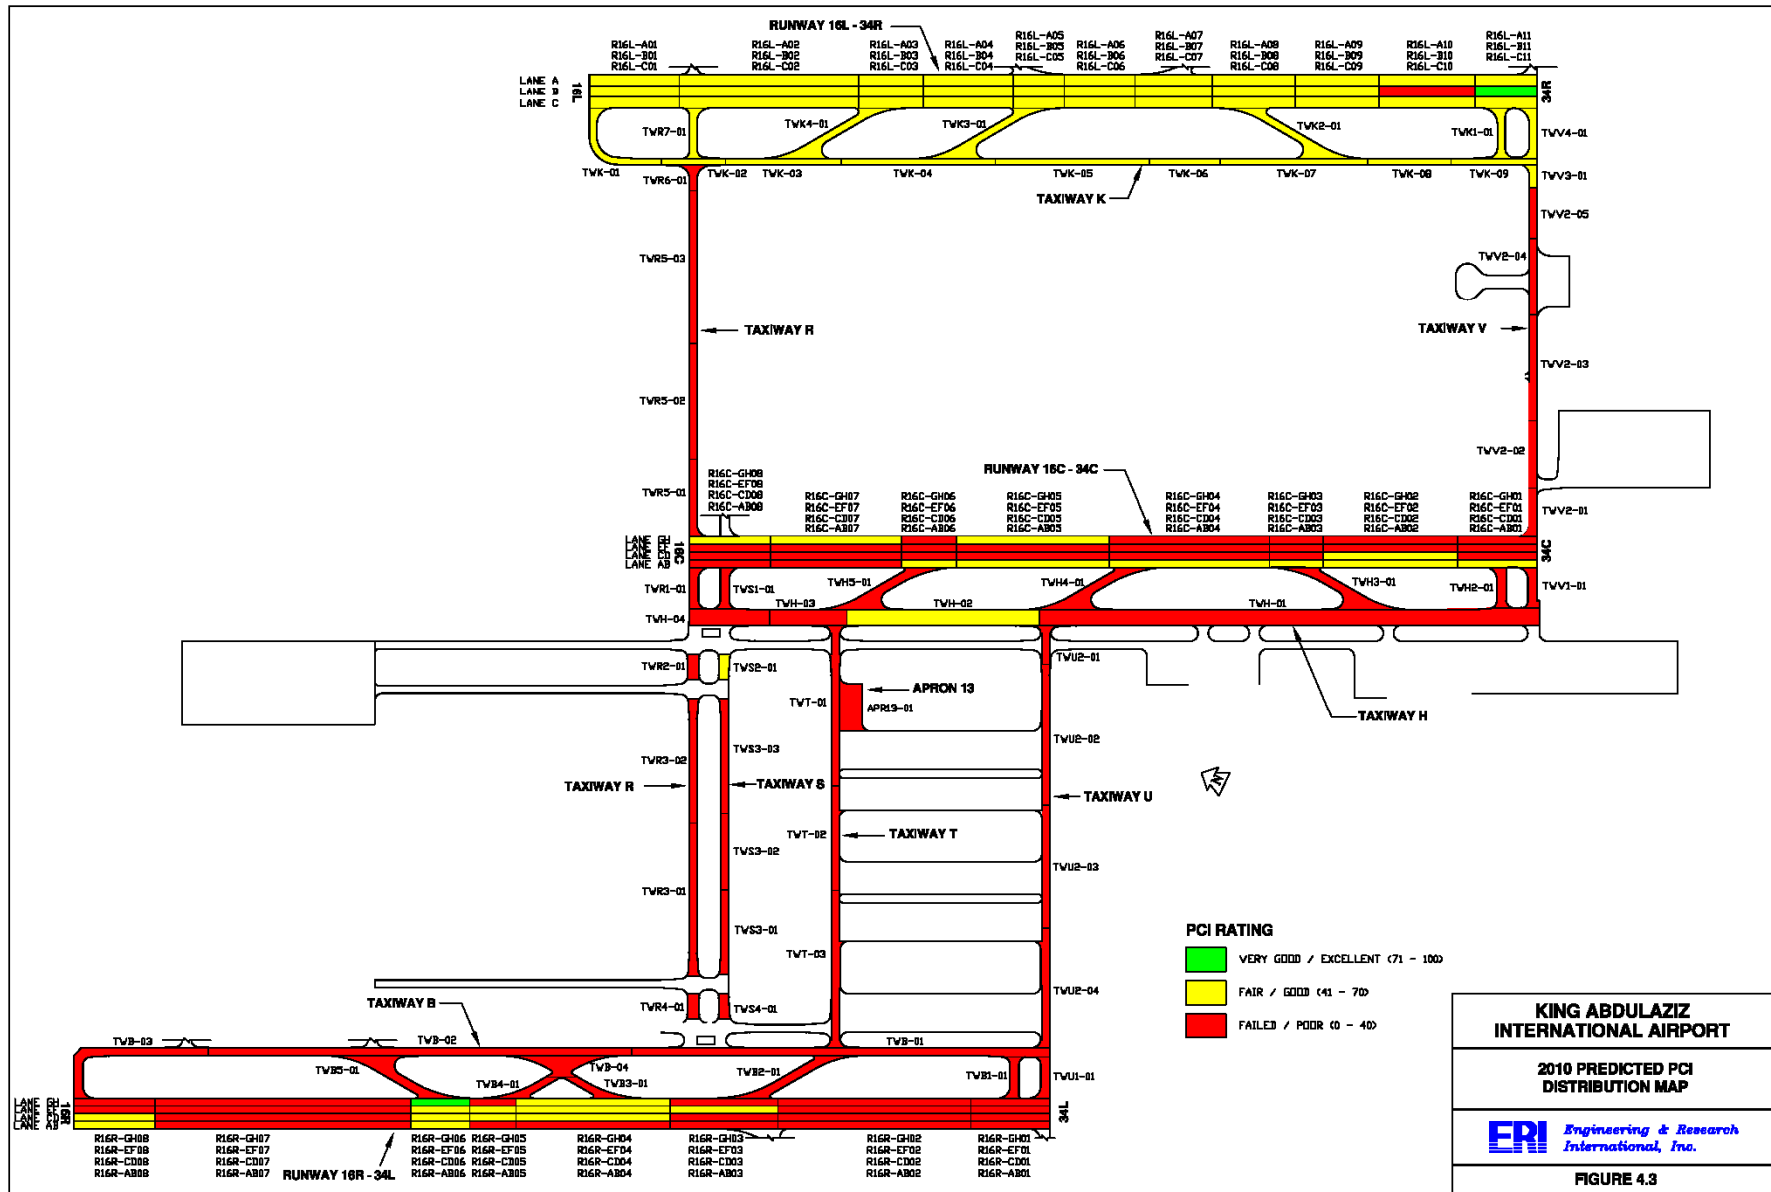 RUNWAY 16L - 34R
R16L-A01
R16L-B01
R16L-C01
R16L-A02
R16L-B02
R16L-C02
R16L-A03
R16L-B03
R16L-C03
R16L-A04
R16L-B04
R16L-C04
R16L-A05
R16L-B05
R16L-C05
R16L-A06
R16L-B06
R16L-C06
R16L-A07
R16L-B07
R16L-C07
R16L-A08
R16L-B08
R16L-C08
R16L-A09
R16L-B09
R16L-C09
R16L-A10
R16L-B10
R16L-C10
R16L-A11
R16L-B11
R16L-C11
LANE A
LANE B
LANE C
16L
34R
TWR7-01
TWK4-01
TWK3-01
TWK2-01
TWK1-01
TWV4-01
TWK-01
TWR6-01
TWK-02
TWK-03
TWK-04
TWK-05
TWK-06
TWK-07
TWK-08
TWK-09
TWV3-01
TAXIWAY K
TWV2-05
TWR5-03
TWV2-04
TAXIWAY R
TAXIWAY V
TWV2-03
TWR5-02
TWV2-02
RUNWAY 16C - 34C
TWR5-01
R16C-GH08
R16C-EF08
R16C-CD08
R16C-AB08
R16C-GH07
R16C-EF07
R16C-CD07
R16C-AB07
R16C-GH06
R16C-EF06
R16C-CD06
R16C-AB06
R16C-GH05
R16C-EF05
R16C-CD05
R16C-AB05
R16C-GH04
R16C-EF04
R16C-CD04
R16C-AB04
R16C-GH03
R16C-EF03
R16C-CD03
R16C-AB03
R16C-GH02
R16C-EF02
R16C-CD02
R16C-AB02
R16C-GH01
R16C-EF01
R16C-CD01
R16C-AB01
TWV2-01
LANE GH
LANE EF
LANE CD
LANE AB
16C
34C
TWR1-01
TWS1-01
TWH5-01
TWH4-01
TWH3-01
TWH2-01
TWV1-01
TWH-04
TWH-03
TWH-02
TWH-01
TWR2-01
TWS2-01
TWU2-01
TWT-01
APRON 13
APR13-01
TAXIWAY H
TWR3-02
TWS3-03
TWU2-02
TAXIWAY R
TAXIWAY S
TAXIWAY U
N
TWT-02
TAXIWAY T
TWS3-02
TWU2-03
TWR3-01
TWS3-01
TWT-03
TWU2-04
TAXIWAY B
TWR4-01
TWS4-01
PCI RATING
VERY GOOD / EXCELLENT (71 - 100)
FAIR / GOOD (41 - 70)
FAILED / POOR (0 - 40)
TWB-03
TWB-02
TWB-01
TWB5-01
TWB4-01
TWB-04
TWB3-01
TWB2-01
TWB1-01
TWU1-01
LANE GH
LANE EF
LANE CD
LANE AB
16R
34L
R16R-GH08
R16R-EF08
R16R-CD08
R16R-AB08
R16R-GH07
R16R-EF07
R16R-CD07
R16R-AB07
R16R-GH06
R16R-EF06
R16R-CD06
R16R-AB06
R16R-GH05
R16R-EF05
R16R-CD05
R16R-AB05
R16R-GH04
R16R-EF04
R16R-CD04
R16R-AB04
R16R-GH03
R16R-EF03
R16R-CD03
R16R-AB03
R16R-GH02
R16R-EF02
R16R-CD02
R16R-AB02
R16R-GH01
R16R-EF01
R16R-CD01
R16R-AB01
RUNWAY 16R - 34L
KING ABDULAZIZ
INTERNATIONAL AIRPORT
2010 PREDICTED PCI
DISTRIBUTION MAP
ERI
Engineering & Research
International, Inc.
FIGURE 4.3